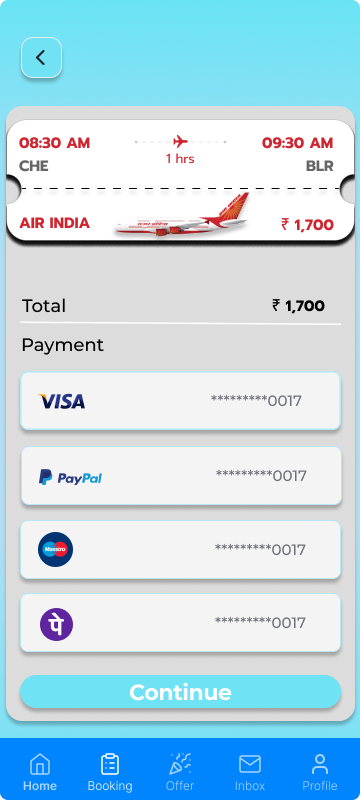 08:30 AM 09:30 AM
CHE 1 hrs BLR
AIR INDIA ₹ 1,700
Total ₹ 1,700
Payment
VISA *********0017
PayPal *********0017
Maestro *********0017
पे *********0017
Continue
Home Booking Offer Inbox Profile